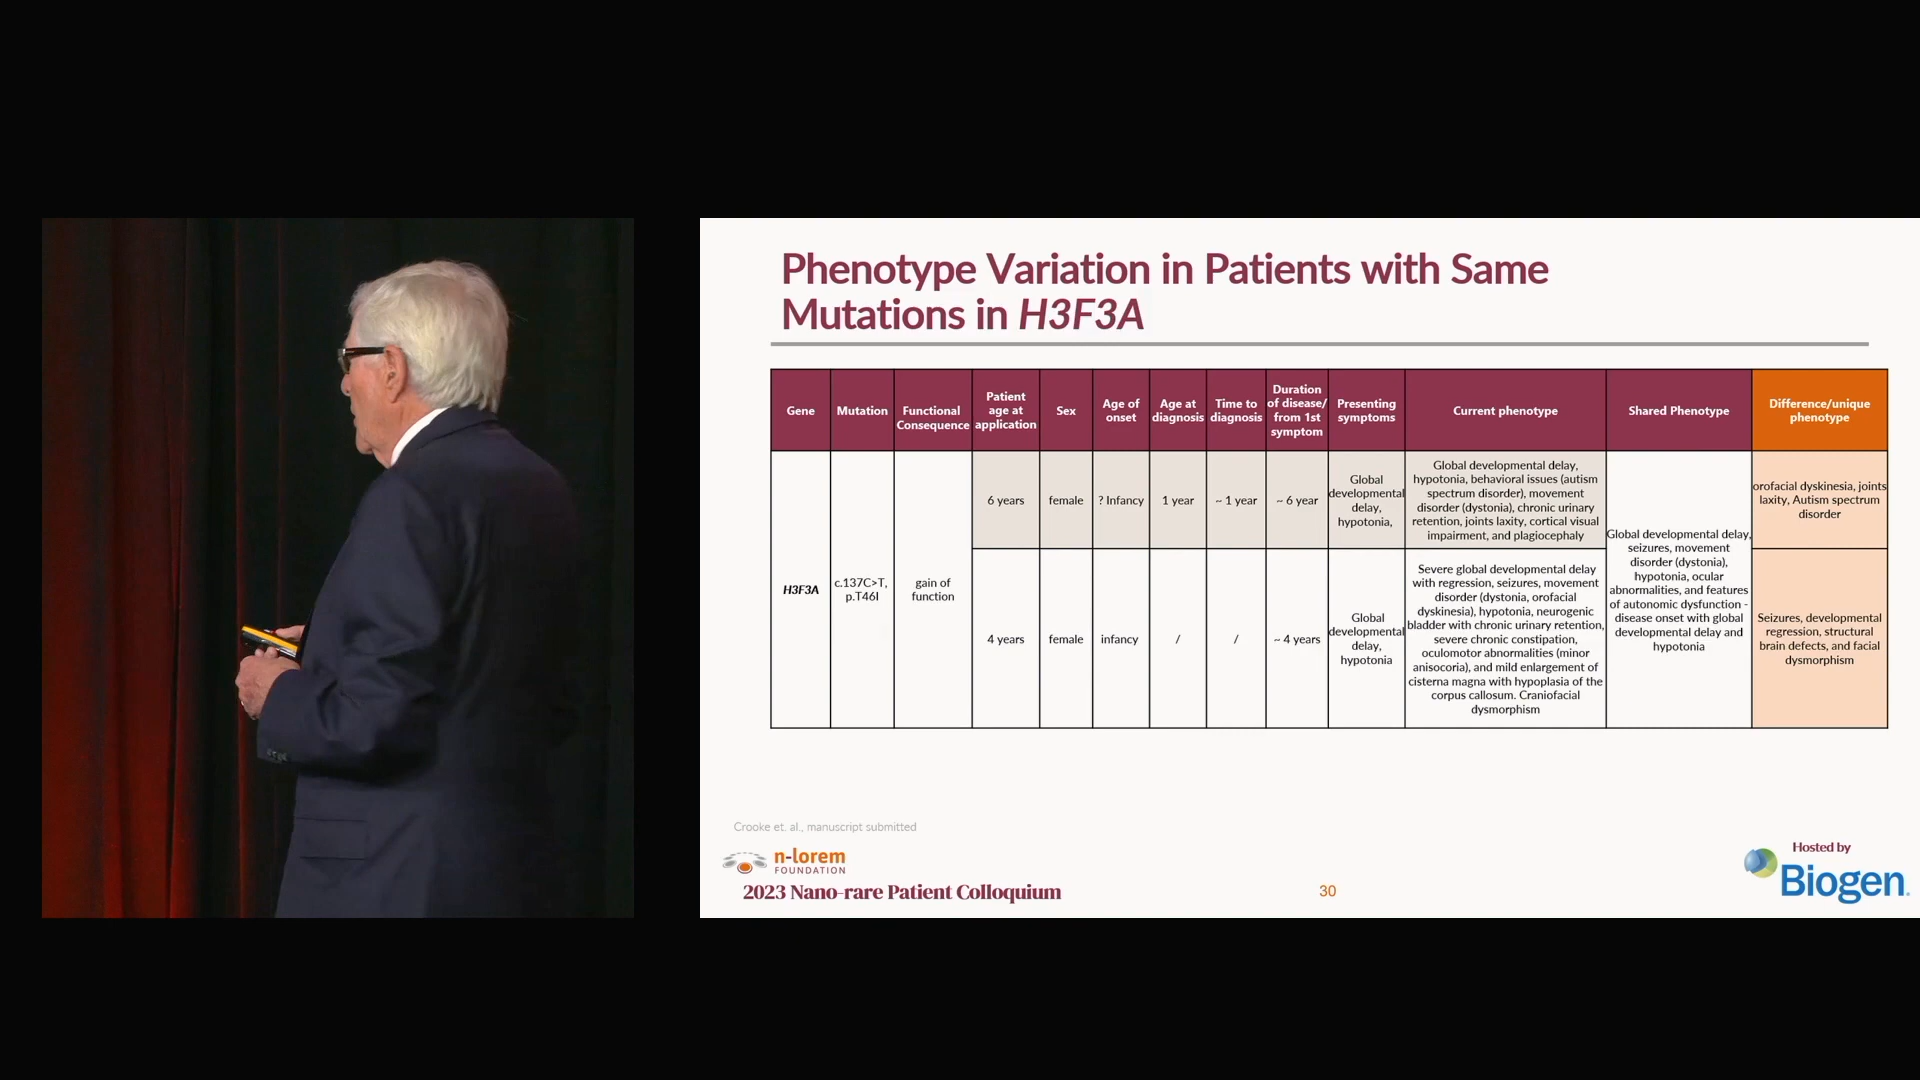 Phenotype Variation in Patients with Same
Mutations in H3F3A
Gene
Mutation
Functional
Consequence
Patient
age at
application
Sex
Age of
onset
Age at
diagnosis
Time to
diagnosis
Duration
of disease/
from 1st
symptom
Presenting
symptoms
Current phenotype
Shared Phenotype
Difference/unique
phenotype
H3F3A
c.137C>T,
p.T46I
gain of
function
6 years
female
? Infancy
1 year
~ 1 year
~ 6 year
Global
developmental
delay,
hypotonia,
Global developmental delay,
hypotonia, behavioral issues (autism
spectrum disorder), movement
disorder (dystonia), chronic urinary
retention, joints laxity, cortical visual
impairment, and plagiocephaly
Global developmental delay,
seizures, movement
disorder (dystonia),
hypotonia, ocular
abnormalities, and features
of autonomic dysfunction -
disease onset with global
developmental delay and
hypotonia
orofacial dyskinesia, joints
laxity, Autism spectrum
disorder
4 years
female
infancy
/
/
~ 4 years
Global
developmental
delay,
hypotonia
Severe global developmental delay
with regression, seizures, movement
disorder (dystonia, orofacial
dyskinesia), hypotonia, neurogenic
bladder with chronic urinary retention,
severe chronic constipation,
oculomotor abnormalities (minor
anisocoria), and mild enlargement of
cisterna magna with hypoplasia of the
corpus callosum. Craniofacial
dysmorphism
Seizures, developmental
regression, structural
brain defects, and facial
dysmorphism
Crooke et. al., manuscript submitted
n-lorem
FOUNDATION
2023 Nano-rare Patient Colloquium
30
Hosted by
Biogen.